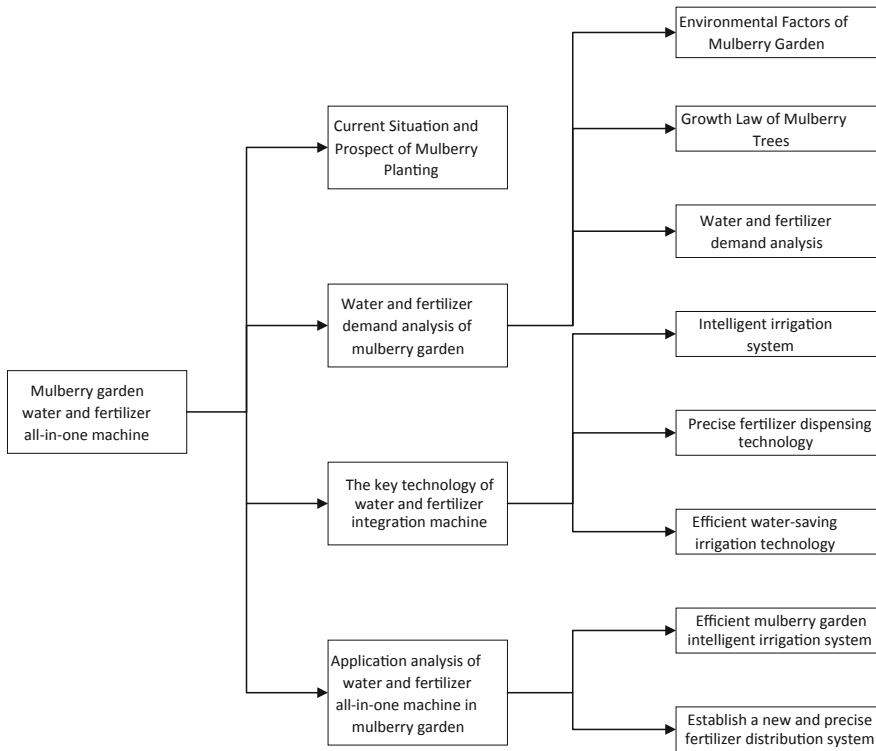 Mulberry garden
water and fertilizer
all-in-one machine
Current Situation and
Prospect of Mulberry
Planting
Water and fertilizer
demand analysis of
mulberry garden
The key technology of
water and fertilizer
integration machine
Application analysis of
water and fertilizer
all-in-one machine in
mulberry garden
Environmental Factors of
Mulberry Garden
Growth Law of Mulberry
Trees
Water and fertilizer
demand analysis
Intelligent irrigation
system
Precise fertilizer dispensing
technology
Efficient water-saving
irrigation technology
Efficient mulberry garden
intelligent irrigation system
Establish a new and precise
fertilizer distribution system